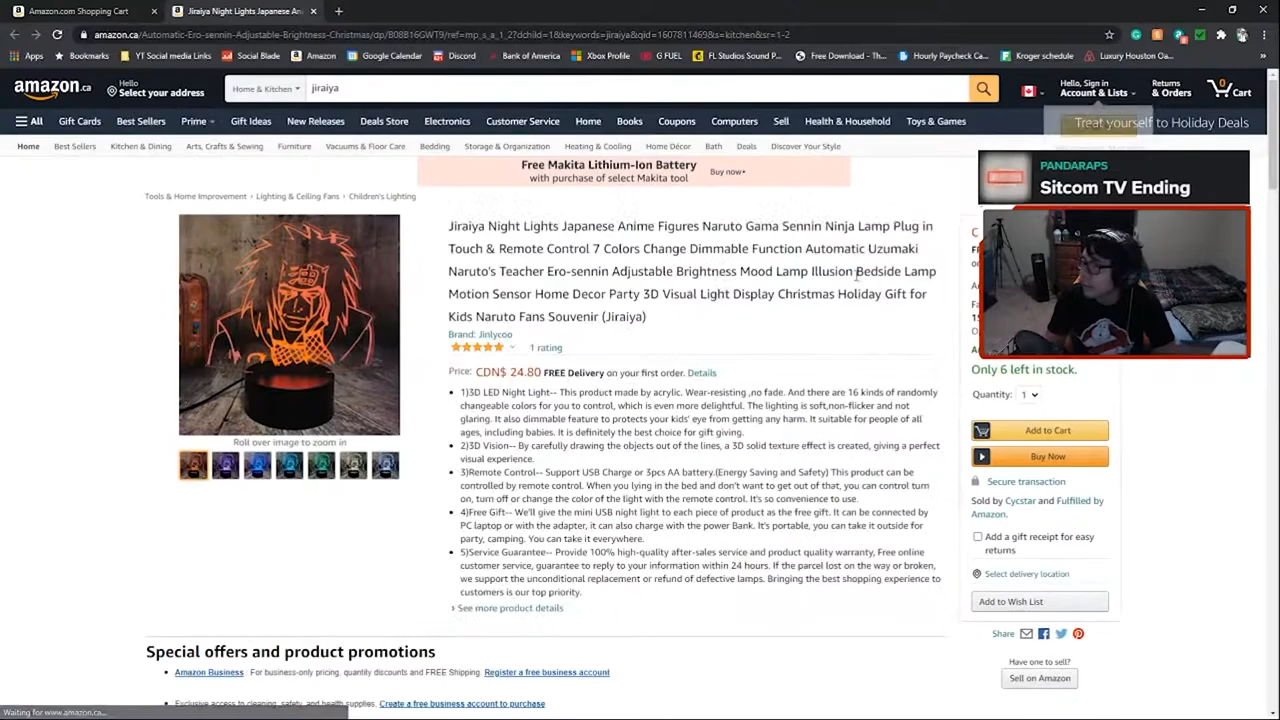 Amazon.com Shopping Cart
Jiraiya Night Lights Japanese An
amazon.ca/Automatic-Ero-sennin-Adjustable-Brightness-Christmas/dp/B08B16GWT9/ref=mp_s_a_1_2?dchild=1&keywords=jiraiya&qid=1607811469&s=kitchen&sr=1-2
Apps Bookmarks YT Social media links Social Blade Amazon Google Calendar Bank of America Xbox Profile G FUEL FL Studios Sound P... Free Download - Th... Hourly Paycheck Ca... Kroger schedule Luxury Houston Oa...
amazon.ca
Hello
Select your address
Home & Kitchen
jiraiya
Hello, Sign in
Account & Lists
Returns
& Orders
0
Cart
All Gift Cards Best Sellers Prime Gift Ideas New Releases Deals Store Electronics Customer Service Home Books Coupons Computers Sell Health & Household Toys & Games
Treat yourself to Holiday Deals
Home Best Sellers Kitchen & Dining Arts, Crafts & Sewing Furniture Vacuums & Floor Care Bedding Storage & Organization Heating & Cooling Home Décor Bath Deals Discover Your Style
Free Makita Lithium-Ion Battery
with purchase of select Makita tool
Buy now
PANDARAPS
Sitcom TV Ending
Tools & Home Improvement › Lighting & Ceiling Fans › Children's Lighting
Jiraiya Night Lights Japanese Anime Figures Naruto Gama Sennin Ninja Lamp Plug in
Touch & Remote Control 7 Colors Change Dimmable Function Automatic Uzumaki
Naruto's Teacher Ero-sennin Adjustable Brightness Mood Lamp Illusion Bedside Lamp
Motion Sensor Home Decor Party 3D Visual Light Display Christmas Holiday Gift for
Kids Naruto Fans Souvenir (Jiraiya)
Brand: Jinlycoo
1 rating
Price: CDN$ 24.80 FREE Delivery on your first order. Details
1)3D LED Night Light-- This product made by acrylic. Wear-resisting ,no fade. And there are 16 kinds of randomly
changeable colors for you to control, which is even more delightful. The lighting is soft,non-flicker and not
glaring. It also dimmable feature to protects your kids' eye from getting any harm. It suitable for people of all
ages, including babies. It is definitely the best choice for gift giving.
2)3D Vision-- By carefully drawing the objects out of the lines, a 3D solid texture effect is created, giving a perfect
visual experience.
3)Remote Control-- Support USB Charge or 3pcs AA battery.(Energy Saving and Safety) This product can be
controlled by remote control. When you lying in the bed and don't want to get out of that, you can control turn
on, turn off or change the color of the light with the remote control. It's so convenience to use.
4)Free Gift-- We'll give the mini USB night light to each piece of product as the free gift. It can be connected by
PC laptop or with the adapter, it can also charge with the power Bank. It's portable, you can take it outside for
party, camping. You can take it everywhere.
5)Service Guarantee-- Provide 100% high-quality after-sales service and product quality warranty, Free online
customer service, guarantee to reply to your information within 24 hours. If the parcel lost on the way or broken,
we support the unconditional replacement or refund of defective lamps. Bringing the best shopping experience to
customers is our top priority.
› See more product details
Roll over image to zoom in
Only 6 left in stock.
Quantity: 1
Add to Cart
Buy Now
Secure transaction
Sold by Cycstar and Fulfilled by
Amazon.
Add a gift receipt for easy
returns
Select delivery location
Add to Wish List
Share
Have one to sell?
Sell on Amazon
Special offers and product promotions
Amazon Business For business-only pricing, quantity discounts and FREE Shipping. Register a free business account
Exclusive access to cleaning, safety, and health supplies. Create a free business account to purchase
Waiting for www.amazon.ca...